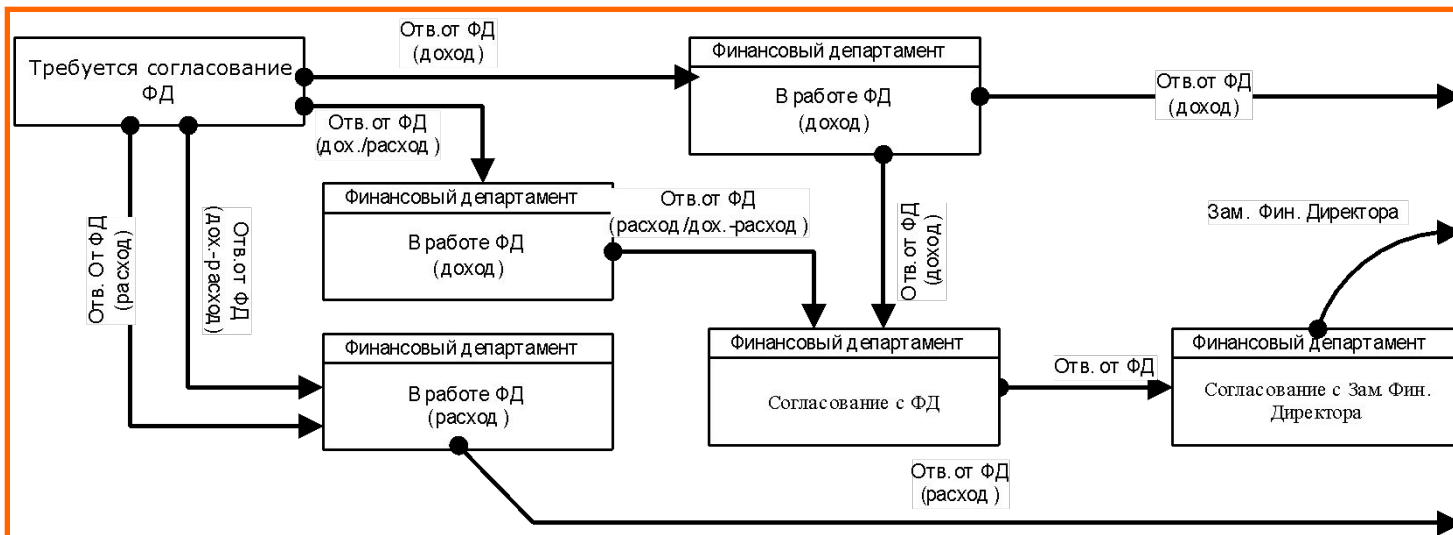 Отв.от ФД
(доход)
Требуется согласование
ФД
Финансовый департамент
В работе ФД
(доход)
Отв.от ФД
(доход)
Отв.от ФД
(дох./расход)
Финансовый департамент
В работе ФД
(доход)
Отв.от ФД
(расход/дох.-расход)
Отв.от ФД
(доход)
Зам. Фин. Директора
Отв. От ФД
(расход)
Отв.от ФД
(дох.-расход)
Финансовый департамент
В работе ФД
(расход)
Финансовый департамент
Согласование с ФД
Отв. от ФД
Финансовый департамент
Согласование с Зам. Фин.
Директора
Отв.от ФД
(расход)